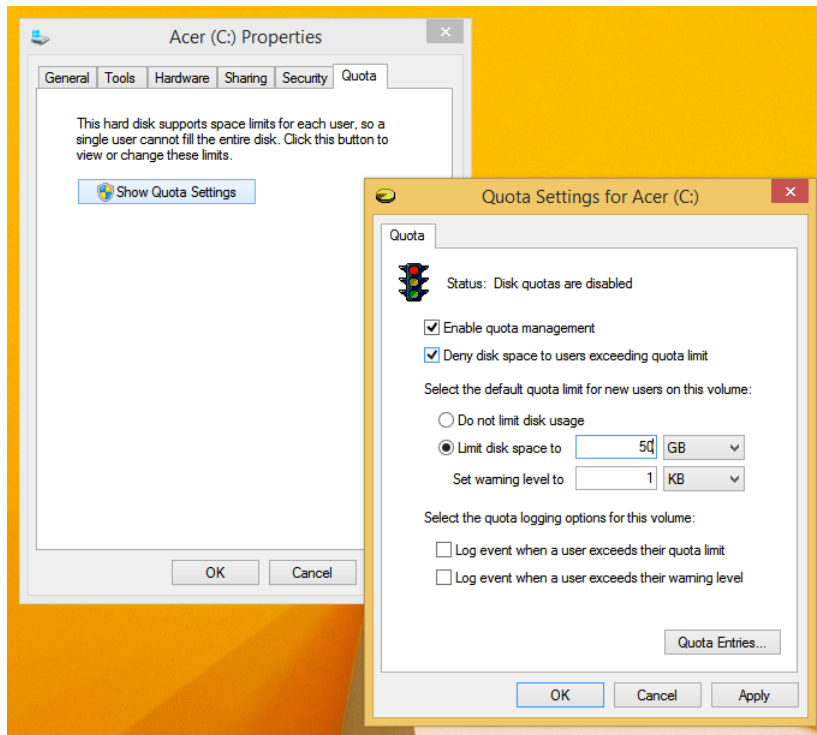 Acer (C:) Properties
General Tools Hardware Sharing Security Quota
This hard disk supports space limits for each user, so a
single user cannot fill the entire disk. Click this button to
view or change these limits.
Show Quota Settings
OK Cancel
Quota Settings for Acer (C:)
Quota
Status: Disk quotas are disabled
Enable quota management
Deny disk space to users exceeding quota limit
Select the default quota limit for new users on this volume:
Do not limit disk usage
Limit disk space to 50 GB
Set warning level to 1 KB
Select the quota logging options for this volume:
Log event when a user exceeds their quota limit
Log event when a user exceeds their warning level
Quota Entries...
OK Cancel Apply